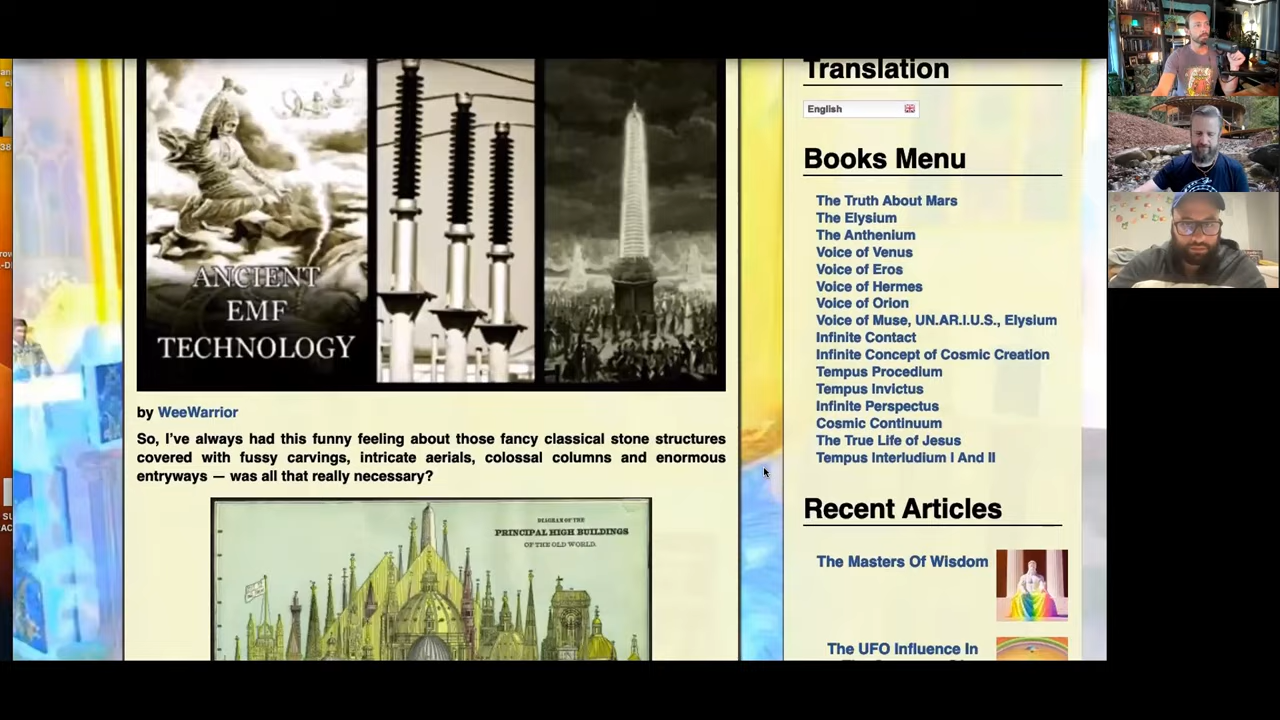 ANCIENT
EMF
TECHNOLOGY
by WeeWarrior
So, I've always had this funny feeling about those fancy classical stone structures
covered with fussy carvings, intricate aerials, colossal columns and enormous
entryways — was all that really necessary?
DIAGRAM OF THE
PRINCIPAL HIGH BUILDINGS
OF THE OLD WORLD.
Translation
English
Books Menu
The Truth About Mars
The Elysium
The Anthenium
Voice of Venus
Voice of Eros
Voice of Hermes
Voice of Orion
Voice of Muse, UN.AR.I.U.S., Elysium
Infinite Contact
Infinite Concept of Cosmic Creation
Tempus Procedium
Tempus Invictus
Infinite Perspectus
Cosmic Continuum
The True Life of Jesus
Tempus Interludium I And II
Recent Articles
The Masters Of Wisdom
The UFO Influence In